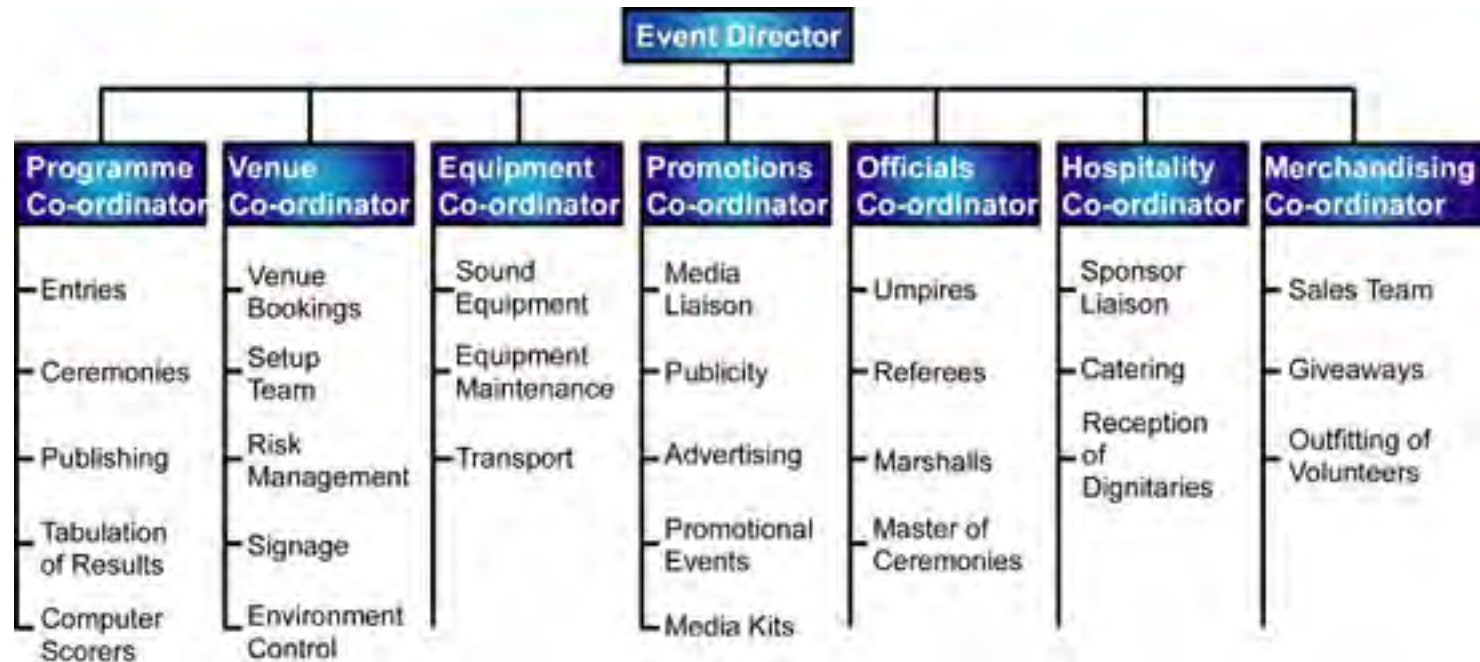 Event Director
Programme
Co-ordinator
Entries
Ceremonies
Publishing
Tabulation
of Results
Computer
Scorers
Venue
Co-ordinator
Venue
Bookings
Setup
Team
Risk
Management
Signage
Environment
Control
Equipment
Co-ordinator
Sound
Equipment
Equipment
Maintenance
Transport
Promotions
Co-ordinator
Media
Liaison
Publicity
Advertising
Promotional
Events
Media Kits
Officials
Co-ordinator
Umpires
Referees
Marshalls
Master of
Ceremonies
Hospitality
Co-ordinator
Sponsor
Liaison
Catering
Reception
of
Dignitaries
Merchandising
Co-ordinator
Sales Team
Giveaways
Outfitting of
Volunteers